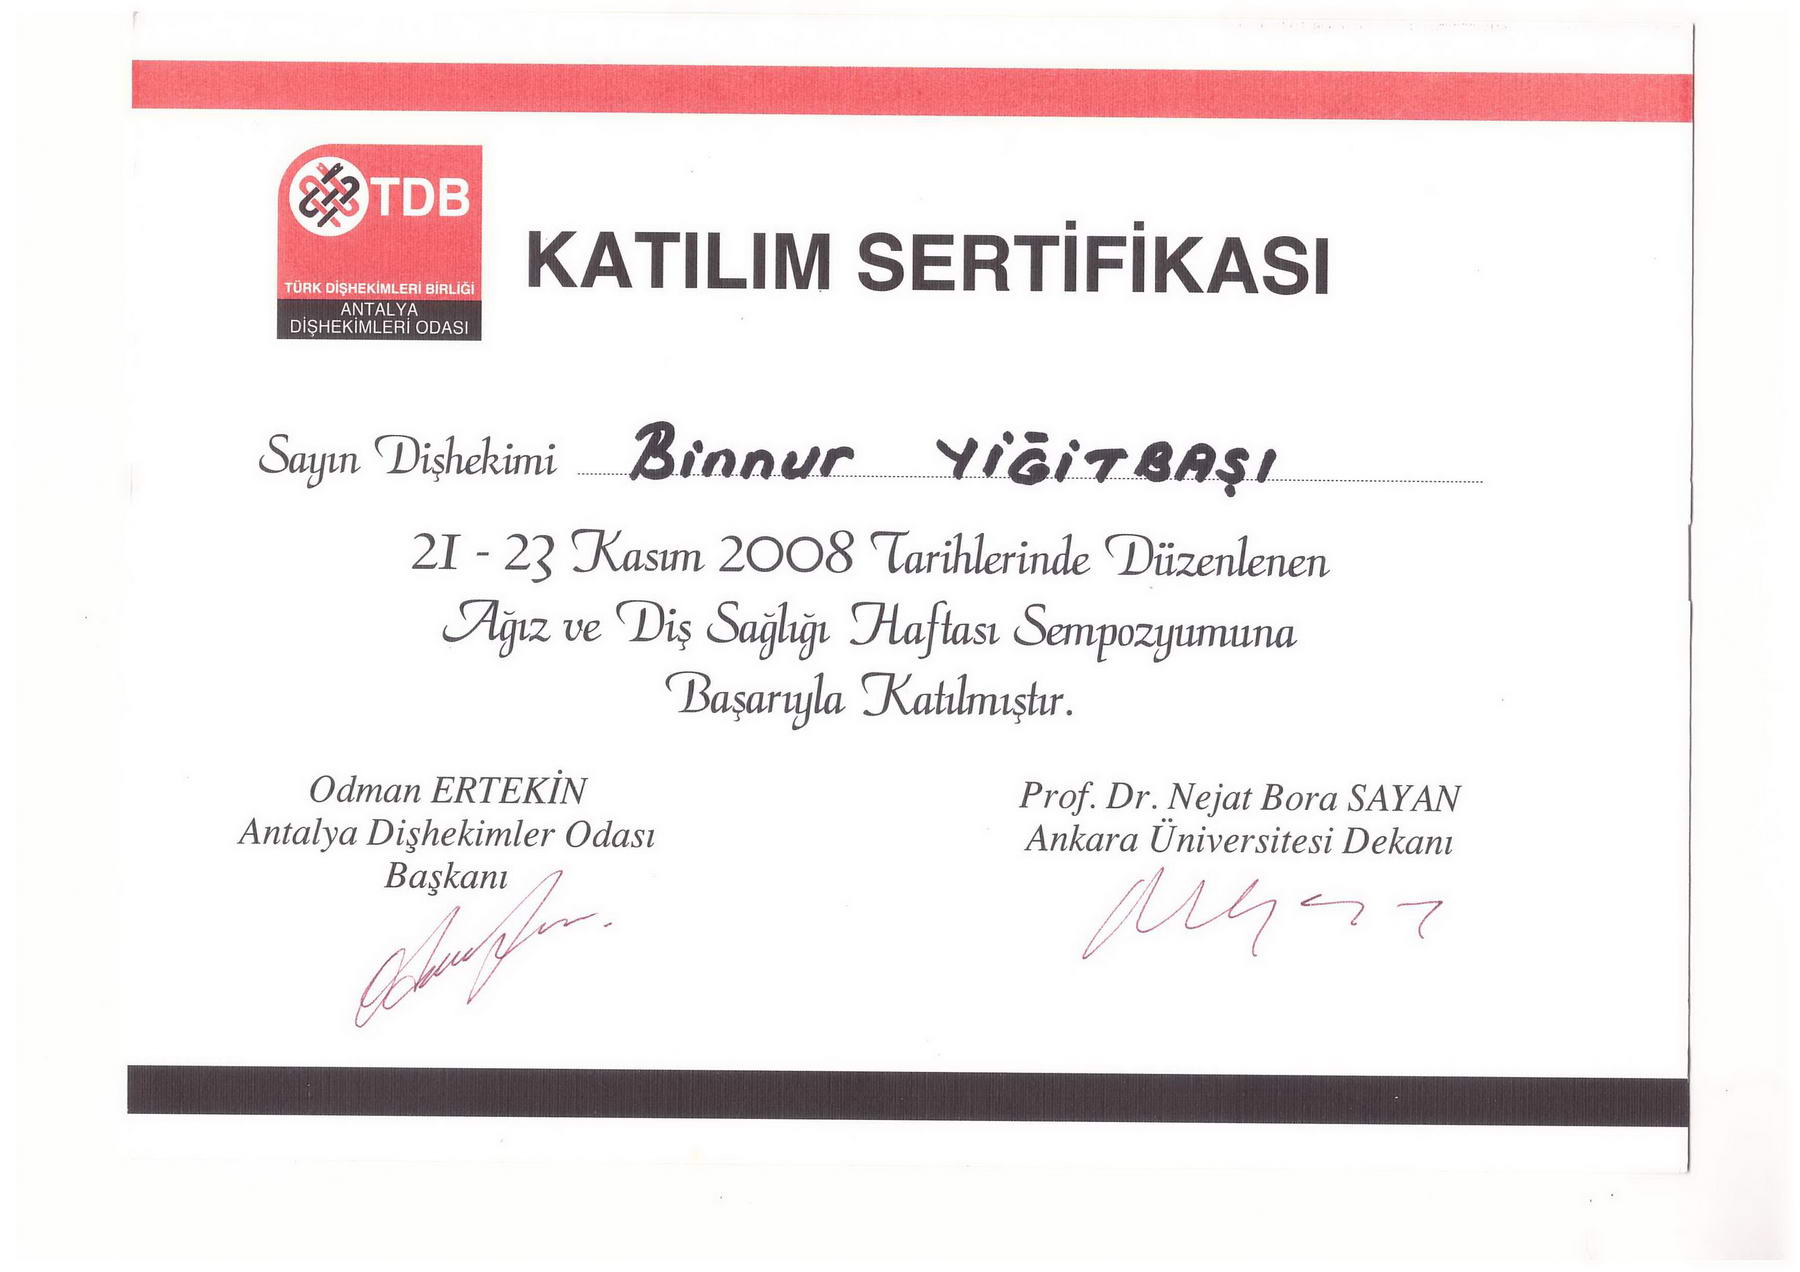 TDB
TÜRK DİŞHEKİMLERİ BİRLİĞİ
ANTALYA
DİŞHEKİMLERİ ODASI
KATILIM SERTİFİKASI
Sayın Dişhekimi Binnur YİĞİTBAŞI
21 - 23 Kasım 2008 Tarihlerinde Düzenlenen
Ağız ve Diş Sağlığı Haftası Sempozyumuna
Başarıyla Katılmıştır.
Odman ERTEKİN
Antalya Dişhekimler Odası
Başkanı
Prof. Dr. Nejat Bora SAYAN
Ankara Üniversitesi Dekanı